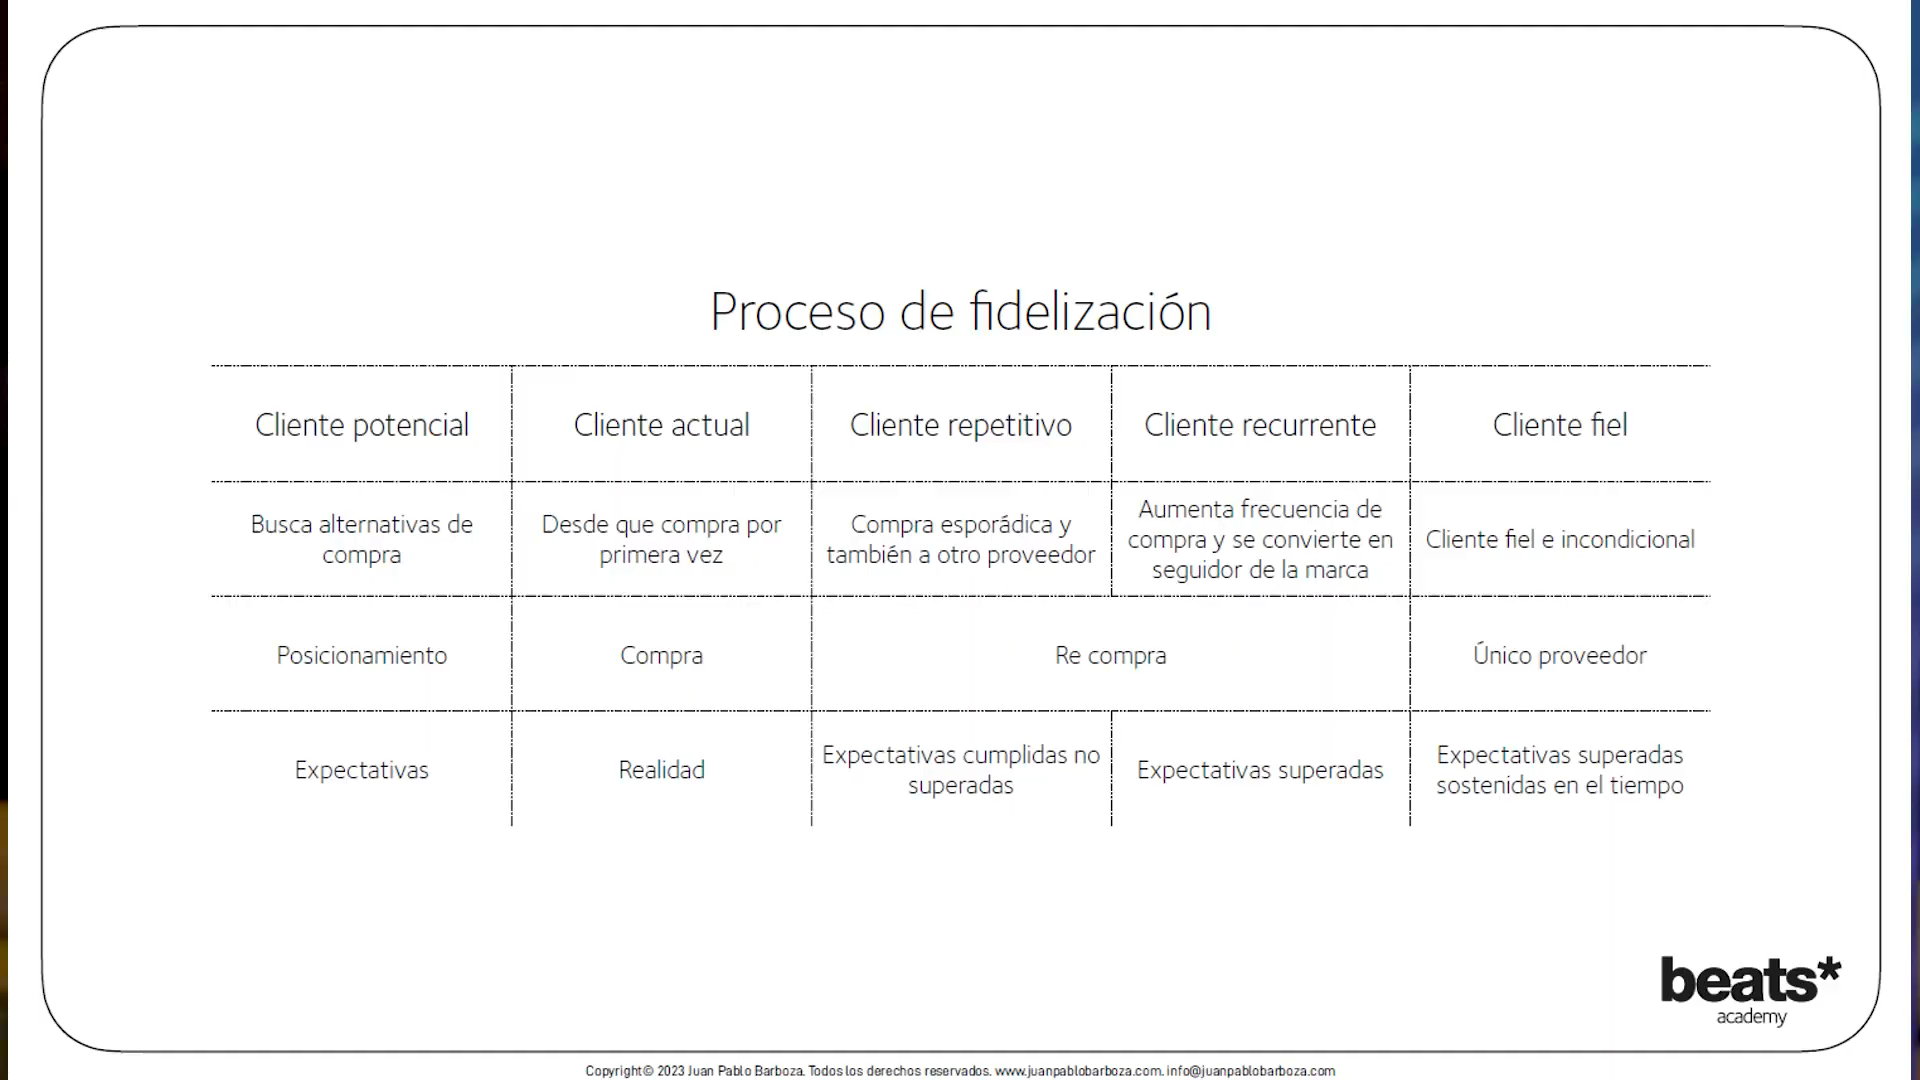 Proceso de fidelización
Cliente potencial
Cliente actual
Cliente repetitivo
Cliente recurrente
Cliente fiel
Busca alternativas de
compra
Desde que compra por
primera vez
Compra esporádica y
también a otro proveedor
Aumenta frecuencia de
compra y se convierte en
seguidor de la marca
Cliente fiel e incondicional
Posicionamiento
Compra
Re compra
Único proveedor
Expectativas
Realidad
Expectativas cumplidas no
superadas
Expectativas superadas
Expectativas superadas
sostenidas en el tiempo
beats*
academy
Copyright© 2023 Juan Pablo Barboza. Todos los derechos reservados. www.juanpablobarboza.com. info@juanpablobarboza.com